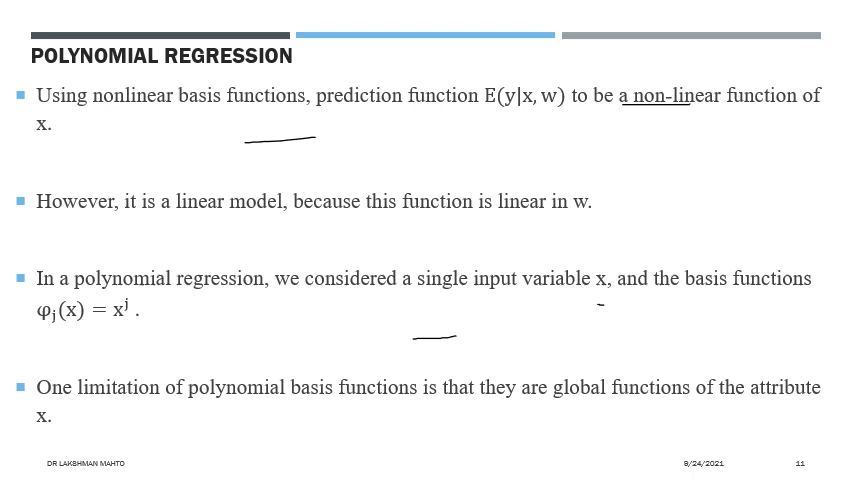 POLYNOMIAL REGRESSION
Using nonlinear basis functions, prediction function E(y|x, w) to be a non-linear function of
x.
However, it is a linear model, because this function is linear in w.
In a polynomial regression, we considered a single input variable x, and the basis functions
φⱼ(x) = xʲ .
One limitation of polynomial basis functions is that they are global functions of the attribute
x.
DR LAKSHMAN MAHTO 9/24/2021 11